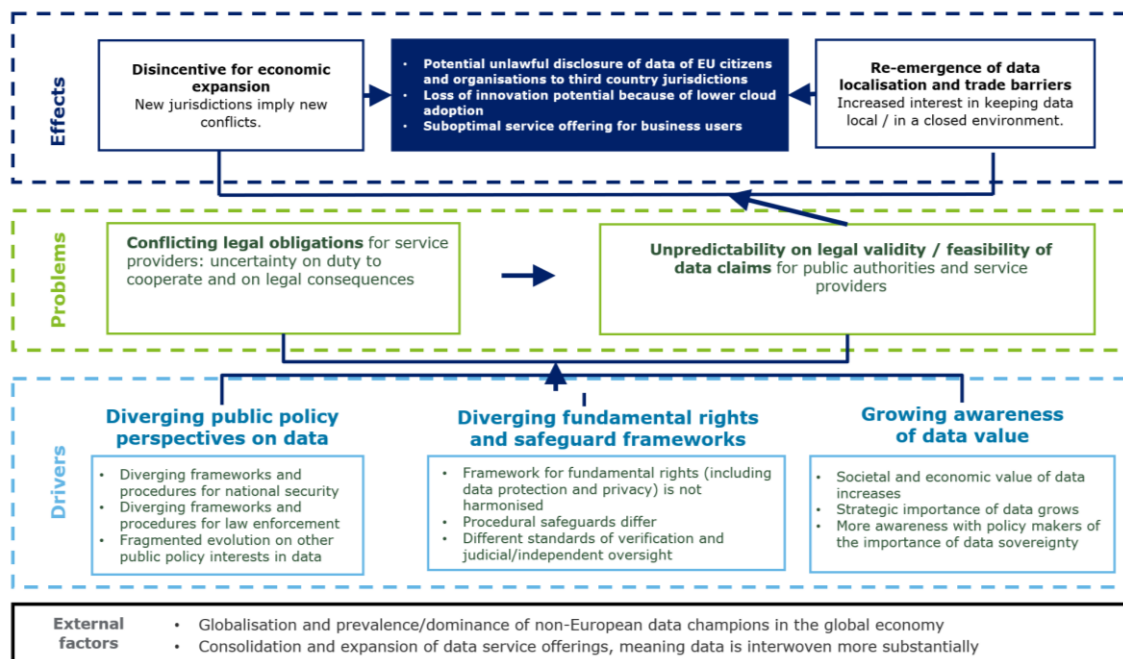 Effects
Disincentive for economic
expansion
New jurisdictions imply new
conflicts.
• Potential unlawful disclosure of data of EU citizens
and organisations to third country jurisdictions
• Loss of innovation potential because of lower cloud
adoption
• Suboptimal service offering for business users
Re-emergence of data
localisation and trade barriers
Increased interest in keeping data
local / in a closed environment.
Problems
Conflicting legal obligations for service
providers: uncertainty on duty to
cooperate and on legal consequences
Unpredictability on legal validity / feasibility of
data claims for public authorities and service
providers
Drivers
Diverging public policy
perspectives on data
• Diverging frameworks and
procedures for national security
• Diverging frameworks and
procedures for law enforcement
• Fragmented evolution on other
public policy interests in data
Diverging fundamental rights
and safeguard frameworks
• Framework for fundamental rights (including
data protection and privacy) is not
harmonised
• Procedural safeguards differ
• Different standards of verification and
judicial/independent oversight
Growing awareness
of data value
• Societal and economic value of data
increases
• Strategic importance of data grows
• More awareness with policy makers of
the importance of data sovereignty
External
factors
• Globalisation and prevalence/dominance of non-European data champions in the global economy
• Consolidation and expansion of data service offerings, meaning data is interwoven more substantially